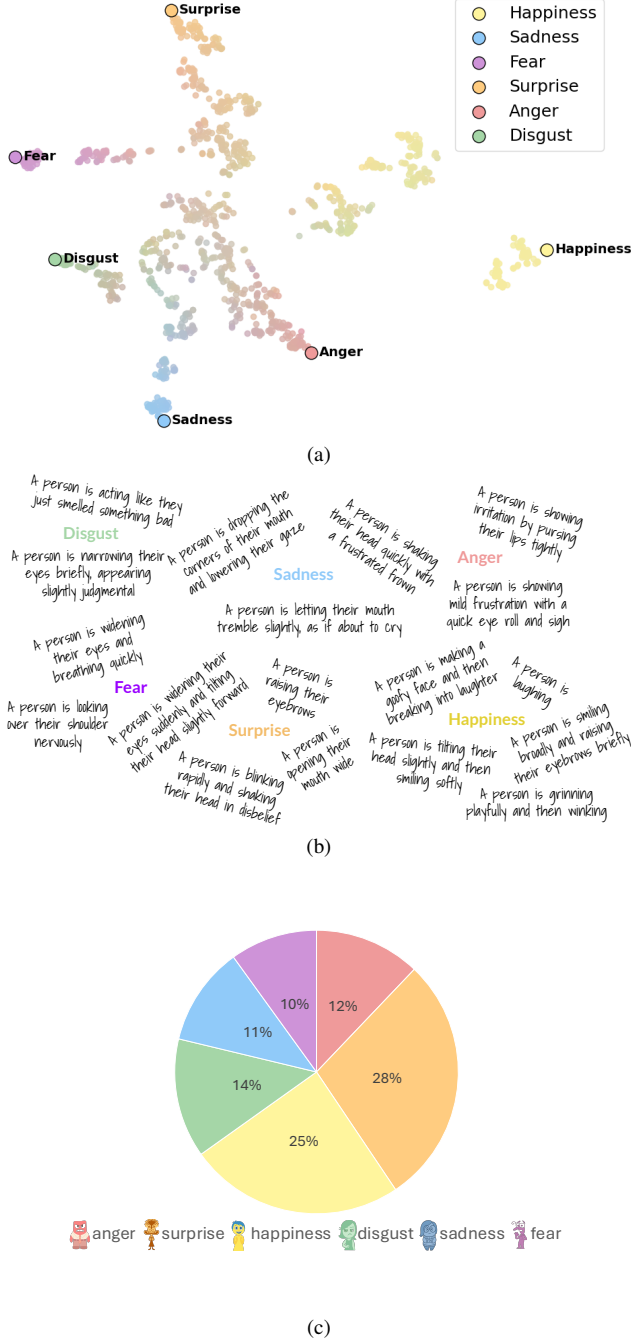 Surprise
Happiness
Sadness
Fear
Surprise
Anger
Disgust
Fear
Disgust
Happiness
Anger
Sadness
(a)
A person is acting like they
just smelled something bad
Disgust
A person is narrowing their
eyes briefly, appearing
slightly judgmental
A person is dropping the
corners of their mouth
and lowering their gaze
Sadness
A person is shaking
their head quickly with
a frustrated frown
A person is letting their mouth
tremble slightly, as if about to cry
A person is showing
irritation by pursing
their lips tightly
Anger
A person is showing
mild frustration with a
quick eye roll and sigh
A person is widening
their eyes and
breathing quickly
Fear
A person is looking
over their shoulder
nervously
A person is widening their
eyes suddenly and tilting
their head slightly forward
A person is
raising their
eyebrows
Surprise
A person is blinking
rapidly and shaking
their head in disbelief
A person is
opening their
mouth wide
A person is making a
goofy face and then
breaking into laughter
A person is
laughing
Happiness
A person is tilting their
head slightly and then
smiling softly
A person is smiling
broadly and raising
their eyebrows briefly
A person is grinning
playfully and then winking
(b)
10%
12%
11%
28%
14%
25%
anger surprise happiness disgust sadness fear
(c)